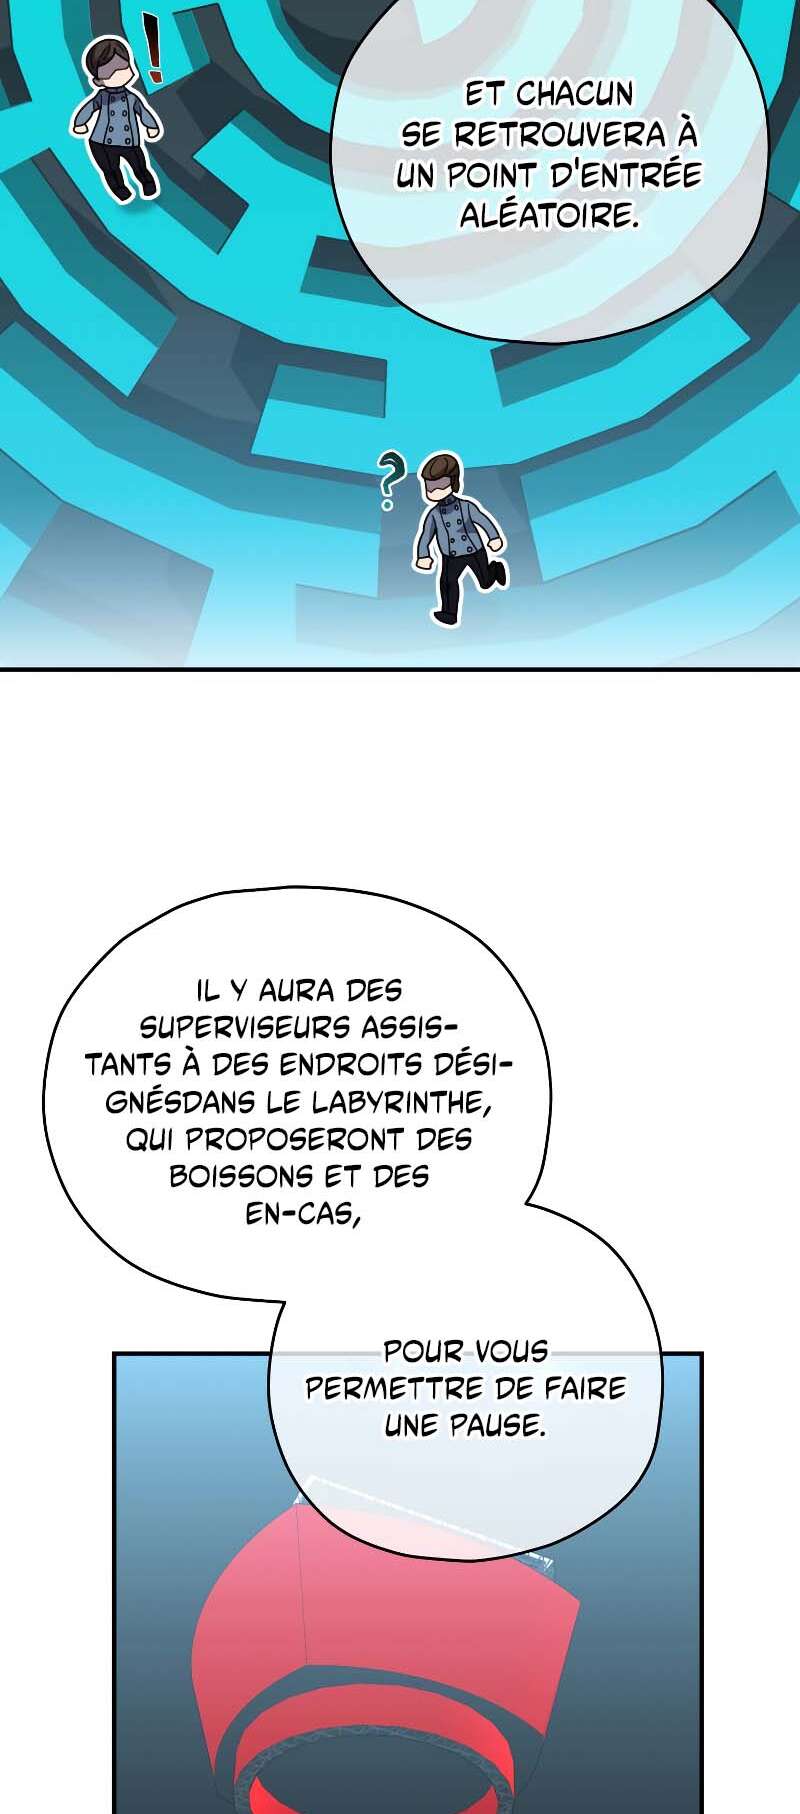 !
ET CHACUN
SE RETROUVERA À
UN POINT D'ENTRÉE
ALÉATOIRE.
?
IL Y AURA DES
SUPERVISEURS ASSIS-
TANTS À DES ENDROITS DÉSI-
GNÉSDANS LE LABYRINTHE,
QUI PROPOSERONT DES
BOISSONS ET DES
EN-CAS,
POUR VOUS
PERMETTRE DE FAIRE
UNE PAUSE.